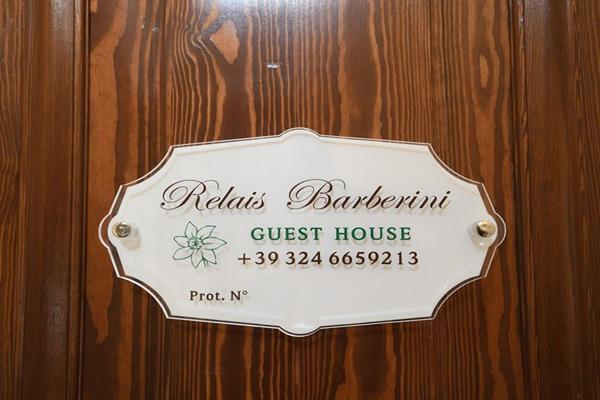 Relais Barberini
GUEST HOUSE
+39 324 6659213
Prot. N°